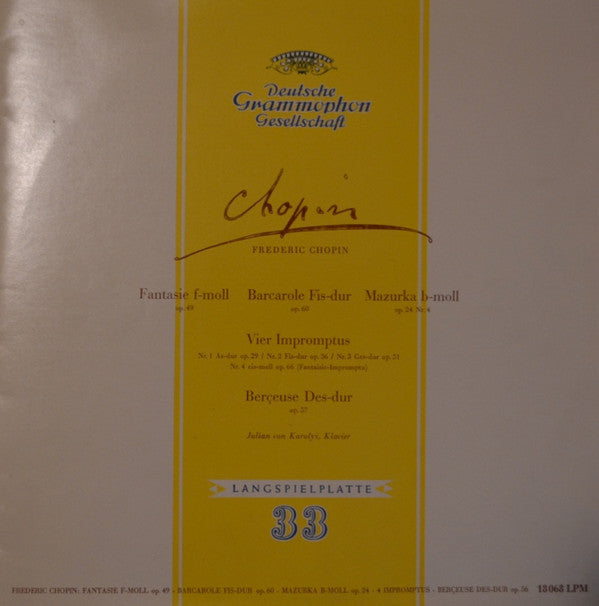 Deutsche
Grammophon
Gesellschaft
Chopin
FREDERIC CHOPIN
Fantasie f-moll Barcarole Fis-dur Mazurka b-moll
op. 49 op. 60 op. 24 Nr. 4
Vier Impromptus
Nr. 1 As-dur op. 29 / Nr. 2 Fis-dur op. 36 / Nr. 3 Ges-dur op. 51
Nr. 4 cis-moll op. 66 (Fantaisie-Impromptu)
Berçeuse Des-dur
op. 57
Julian von Karolyi, Klavier
LANGSPIELPLATTE
33
FREDERIC CHOPIN: FANTASIE F-MOLL op. 49 - BARCAROLE FIS-DUR op. 60 - MAZURKA B-MOLL op. 24 - 4 IMPROMPTUS - BERÇEUSE DES-DUR op. 56 18063 LPM